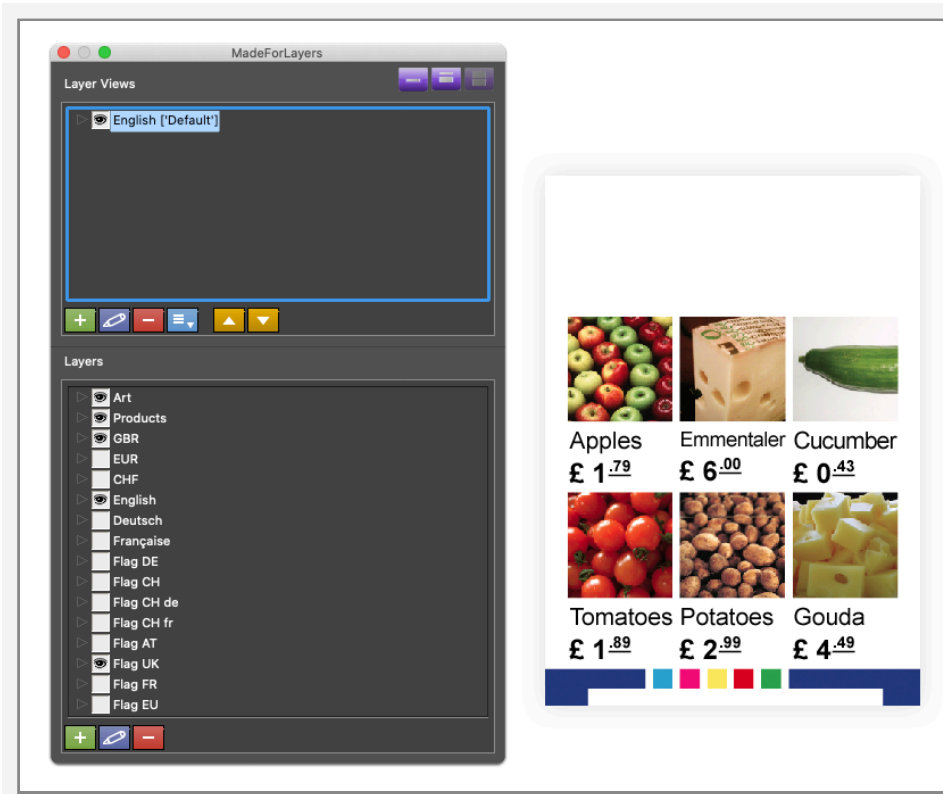 MadeForLayers
Layer Views
English ['Default']
Layers
Art
Products
GBR
EUR
CHF
English
Deutsch
Française
Flag DE
Flag CH
Flag CH de
Flag CH fr
Flag AT
Flag UK
Flag FR
Flag EU
Apples Emmentaler Cucumber
£ 1.79 £ 6.00 £ 0.43
Tomatoes Potatoes Gouda
£ 1.89 £ 2.99 £ 4.49